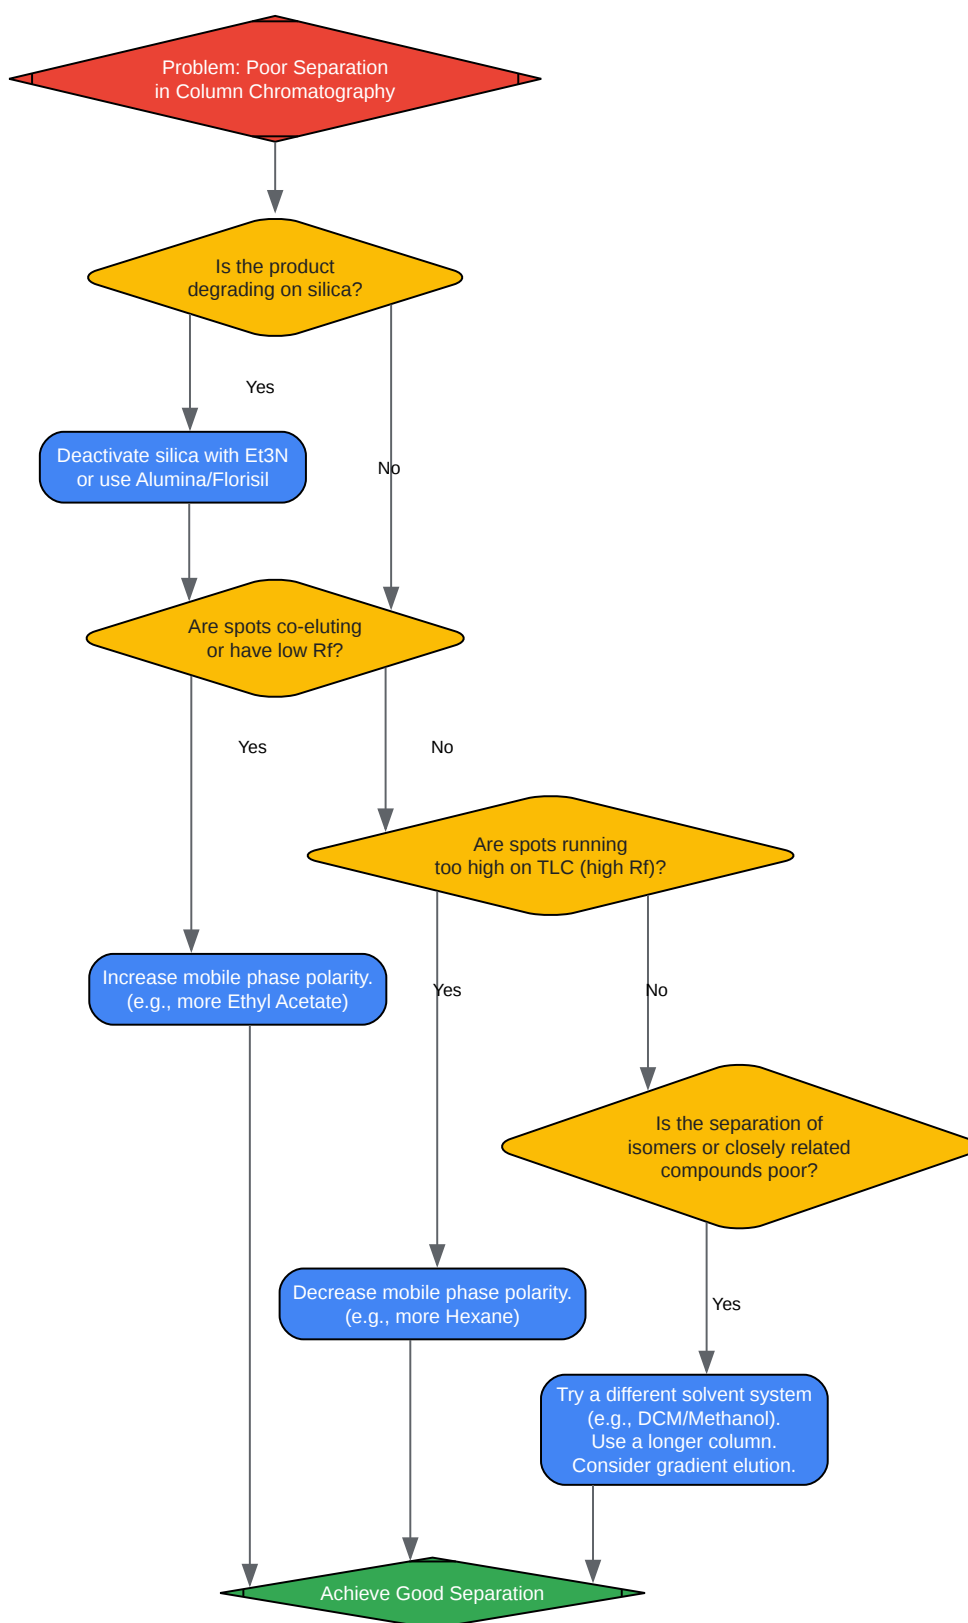 Problem: Poor Separation
in Column Chromatography
Is the product
degrading on silica?
Yes
Deactivate silica with Et3N
or use Alumina/Florisil
No
Are spots co-eluting
or have low Rf?
Yes
No
Are spots running
too high on TLC (high Rf)?
Increase mobile phase polarity.
(e.g., more Ethyl Acetate)
Yes
No
Is the separation of
isomers or closely related
compounds poor?
Decrease mobile phase polarity.
(e.g., more Hexane)
Yes
Try a different solvent system
(e.g., DCM/Methanol).
Use a longer column.
Consider gradient elution.
Achieve Good Separation